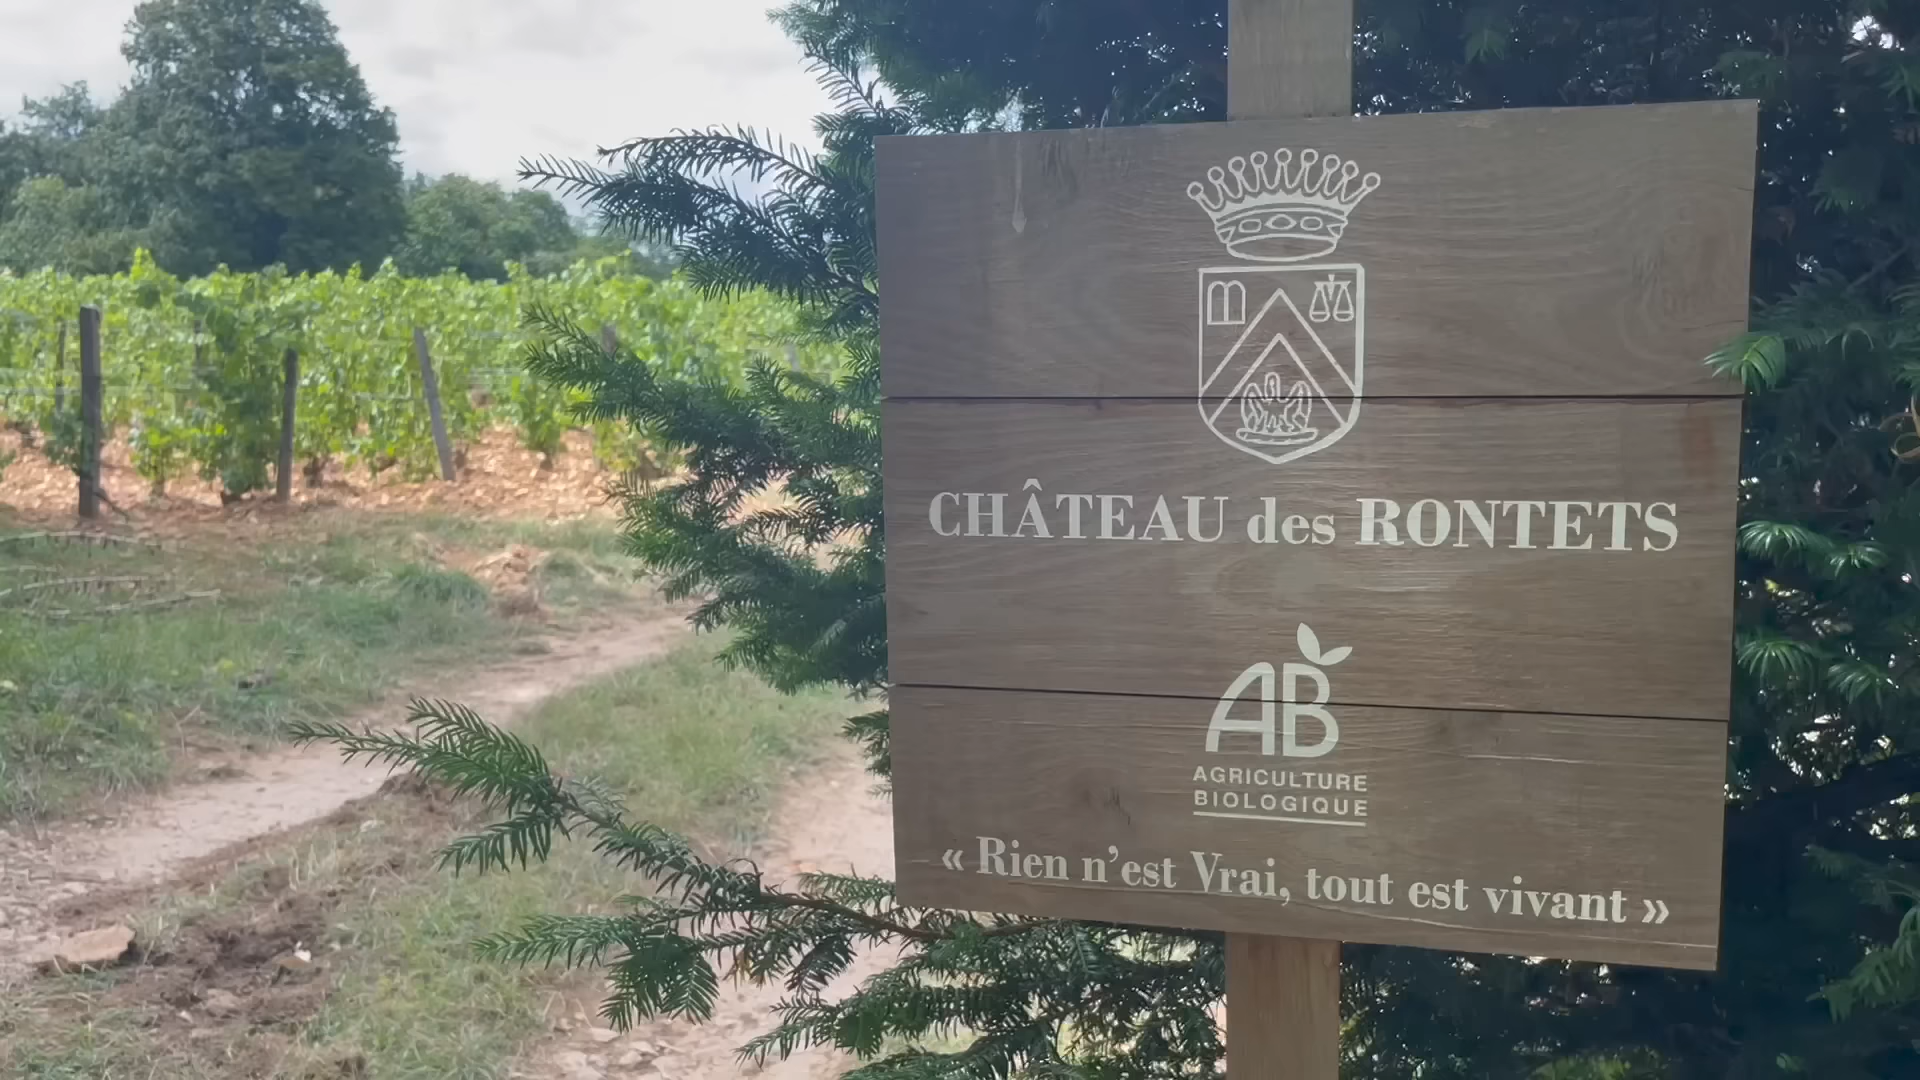 CHÂTEAU des RONTETS
AB
AGRICULTURE
BIOLOGIQUE
« Rien n’est Vrai, tout est vivant »